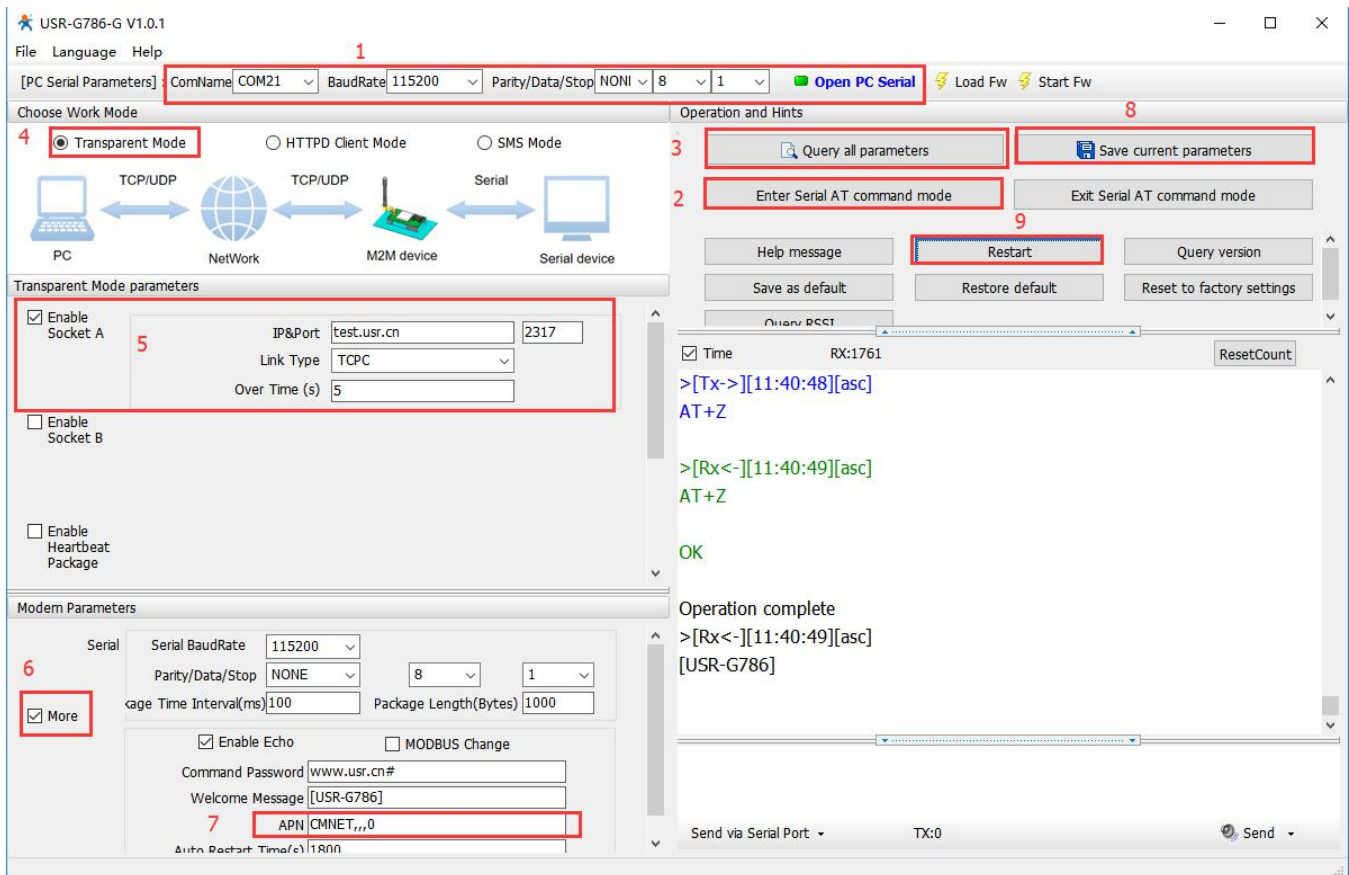 USR-G786-G V1.0.1
File Language Help
1
[PC Serial Parameters] : ComName COM21 BaudRate 115200 Parity/Data/Stop NONI 8 1 Open PC Serial Load Fw Start Fw
Choose Work Mode
4 Transparent Mode HTTPD Client Mode SMS Mode
TCP/UDP TCP/UDP Serial
PC NetWork M2M device Serial device
Transparent Mode parameters
Enable
Socket A
5
IP&Port test.usr.cn 2317
Link Type TCPC
Over Time (s) 5
Enable
Socket B
Enable
Heartbeat
Package
Modem Parameters
Serial Serial BaudRate 115200
6 Parity/Data/Stop NONE 8 1
kage Time Interval(ms) 100 Package Length(Bytes) 1000
More
Enable Echo MODBUS Change
Command Password www.usr.cn#
Welcome Message [USR-G786]
7 APN CMNET,,,0
Auto Restart Time(s) 1800
Operation and Hints
8
3 Query all parameters Save current parameters
2 Enter Serial AT command mode Exit Serial AT command mode
9
Help message Restart Query version
Save as default Restore default Reset to factory settings
Query RSSI
Time RX:1761 ResetCount
>[Tx->][11:40:48][asc]
AT+Z
>[Rx<-][11:40:49][asc]
AT+Z
OK
Operation complete
>[Rx<-][11:40:49][asc]
[USR-G786]
Send via Serial Port TX:0 Send